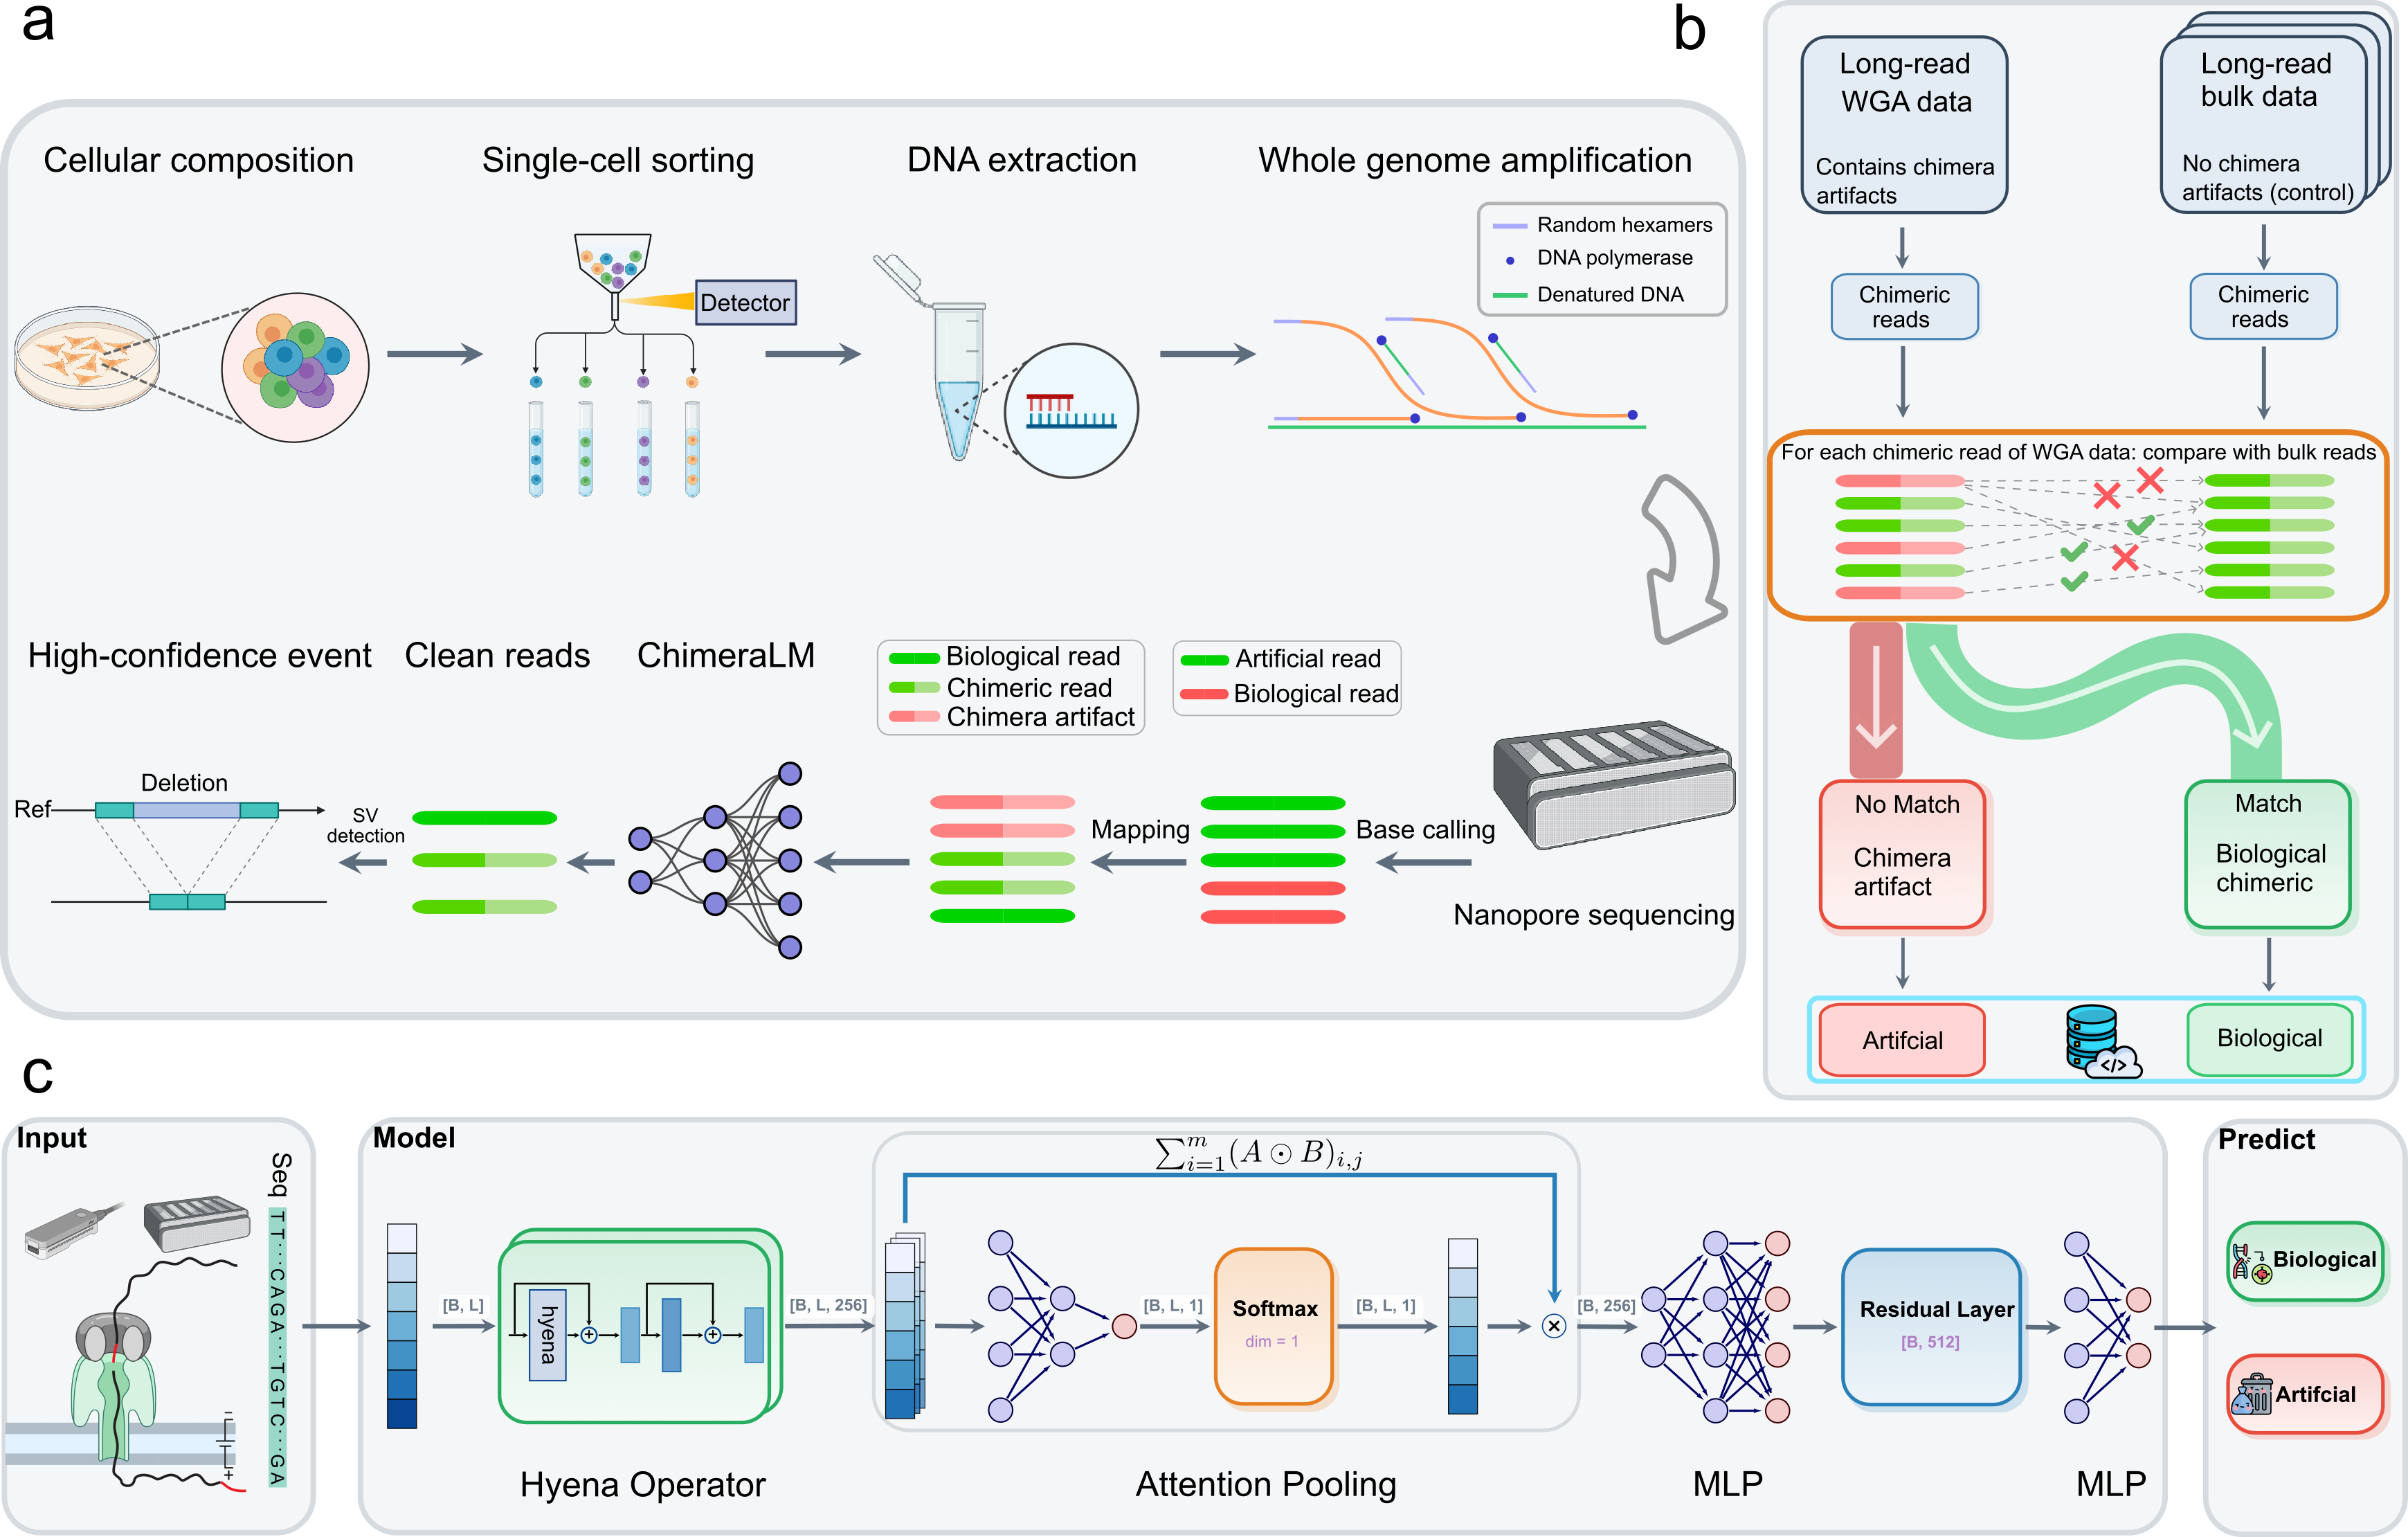 a
Cellular composition
Single-cell sorting
DNA extraction
Whole genome amplification
Detector
Random hexamers
DNA polymerase
Denatured DNA
High-confidence event
Clean reads
ChimeraLM
Biological read
Chimeric read
Chimera artifact
Artificial read
Biological read
Deletion
Ref
SV
detection
Mapping
Base calling
Nanopore sequencing
b
Long-read
WGA data
Contains chimera
artifacts
Long-read
bulk data
No chimera
artifacts (control)
Chimeric
reads
Chimeric
reads
For each chimeric read of WGA data: compare with bulk reads
No Match
Chimera
artifact
Match
Biological
chimeric
Artifcial
</>
Biological
c
Input
Seq
TT···CAGA···TGTC···GA
−
+
Model
[B, L]
hyena
+
+
[B, L, 256]
Hyena Operator
∑ᵢ₌₁ᵐ(A ⊙ B)ᵢ,ⱼ
[B, L, 1]
Softmax
dim = 1
[B, L, 1]
×
[B, 256]
Attention Pooling
MLP
Residual Layer
[B, 512]
MLP
Predict
Biological
Artifcial